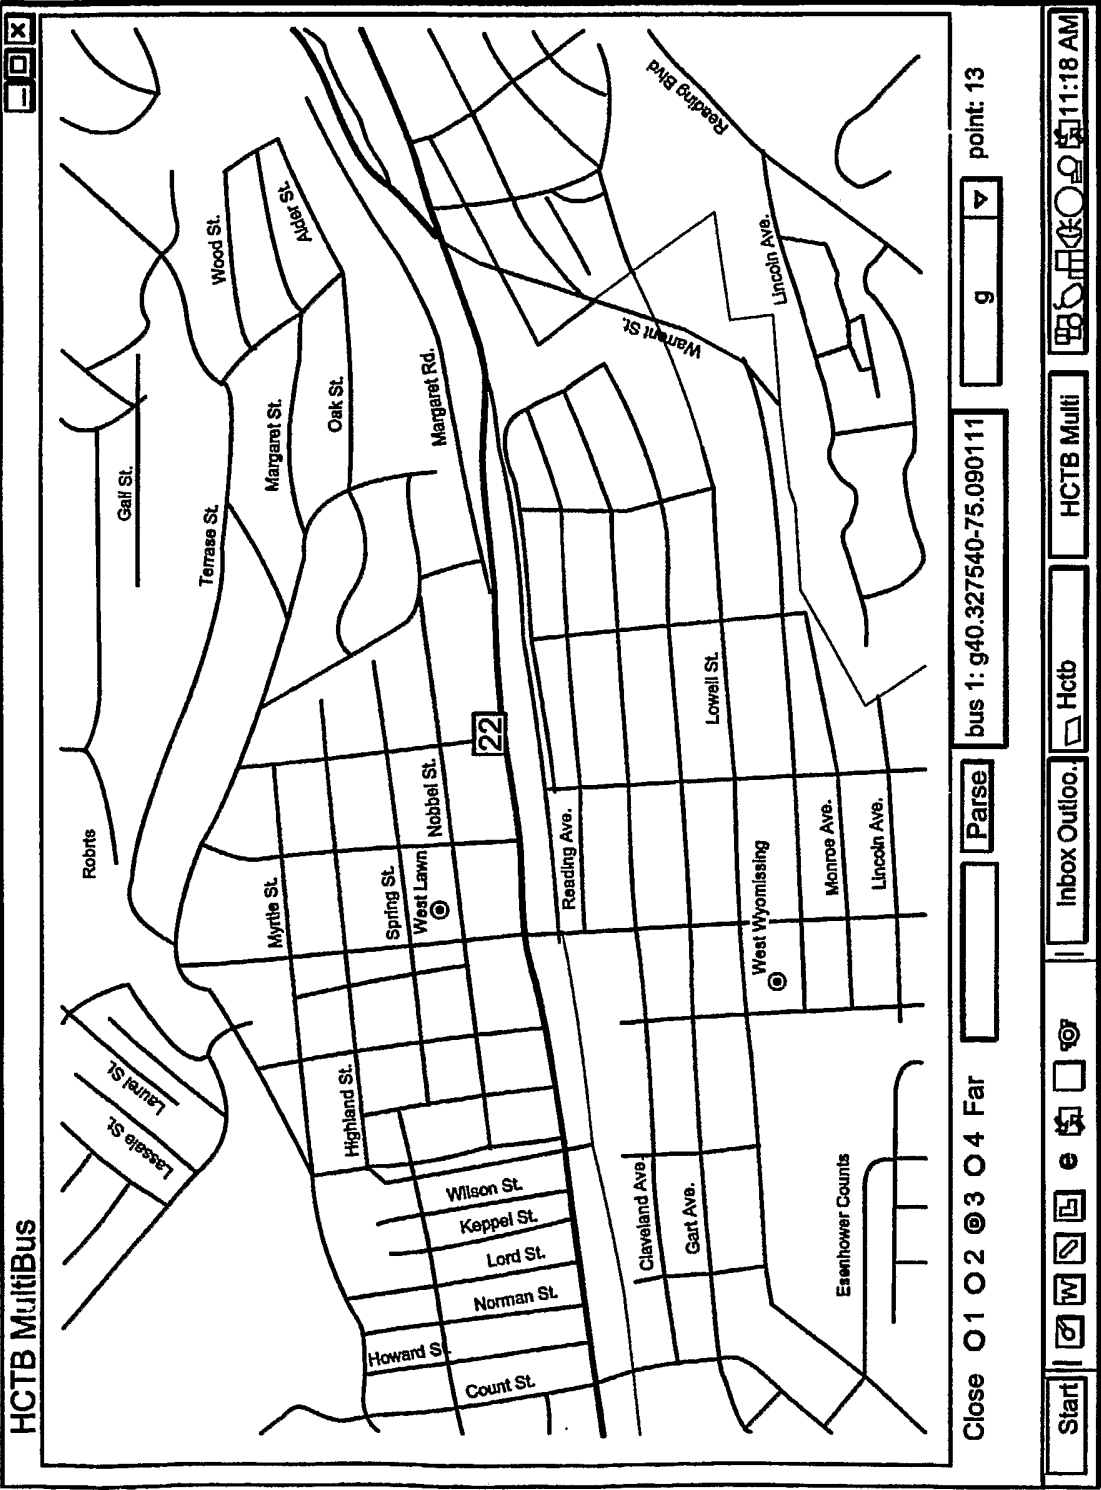 HCTB MultiBus
Robrts
Galf St.
Terrase St.
Wood St.
Alder St.
Margaret St.
Oak St.
Margaret Rd.
Laurel St.
Lassale St.
Myrtle St.
Highland St.
Spring St.
West Lawn
Nobbel St.
22
Wilson St.
Keppel St.
Lord St.
Norman St.
Howard St.
Count St.
Reading Blvd
Lincoln Ave.
Warrent St.
Reading Ave.
Lowell St.
West Wyomissing
Monroe Ave.
Lincoln Ave.
Cleveland Ave.
Gart Ave.
Esenhower Counts
Close 1 2 3 4 Far
Parse
bus 1: g40.327540-75.090111
g
point: 13
Start
W
e
Inbox Outloo..
Hctb
HCTB Multi
11:18 AM